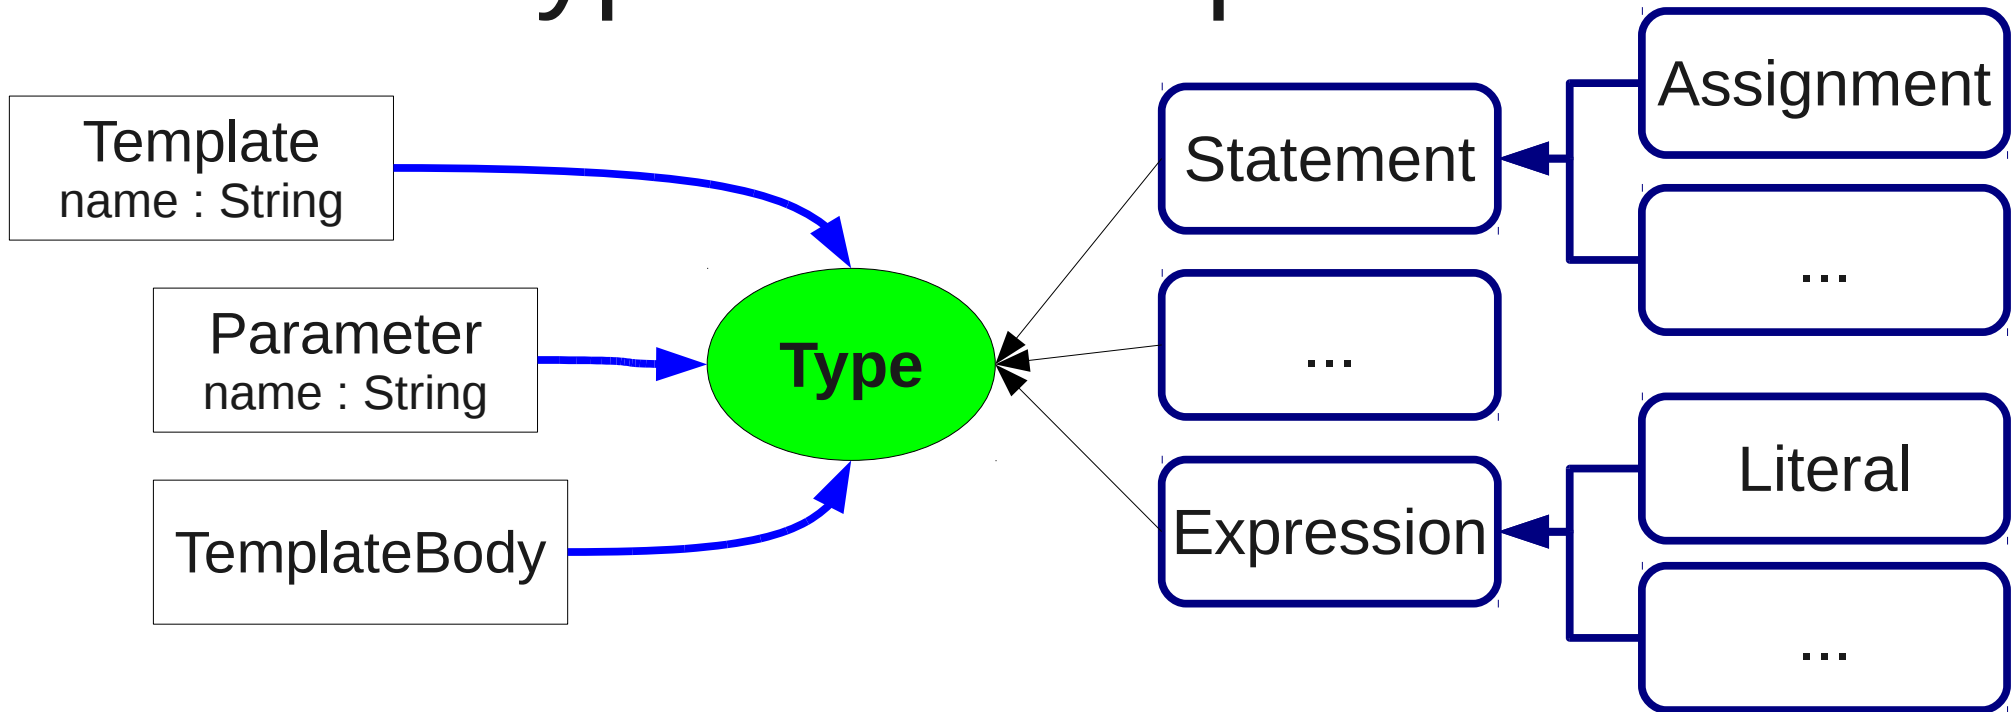 Template
name : String
Parameter
name : String
TemplateBody
Type
Statement
...
Expression
Assignment
...
Literal
...